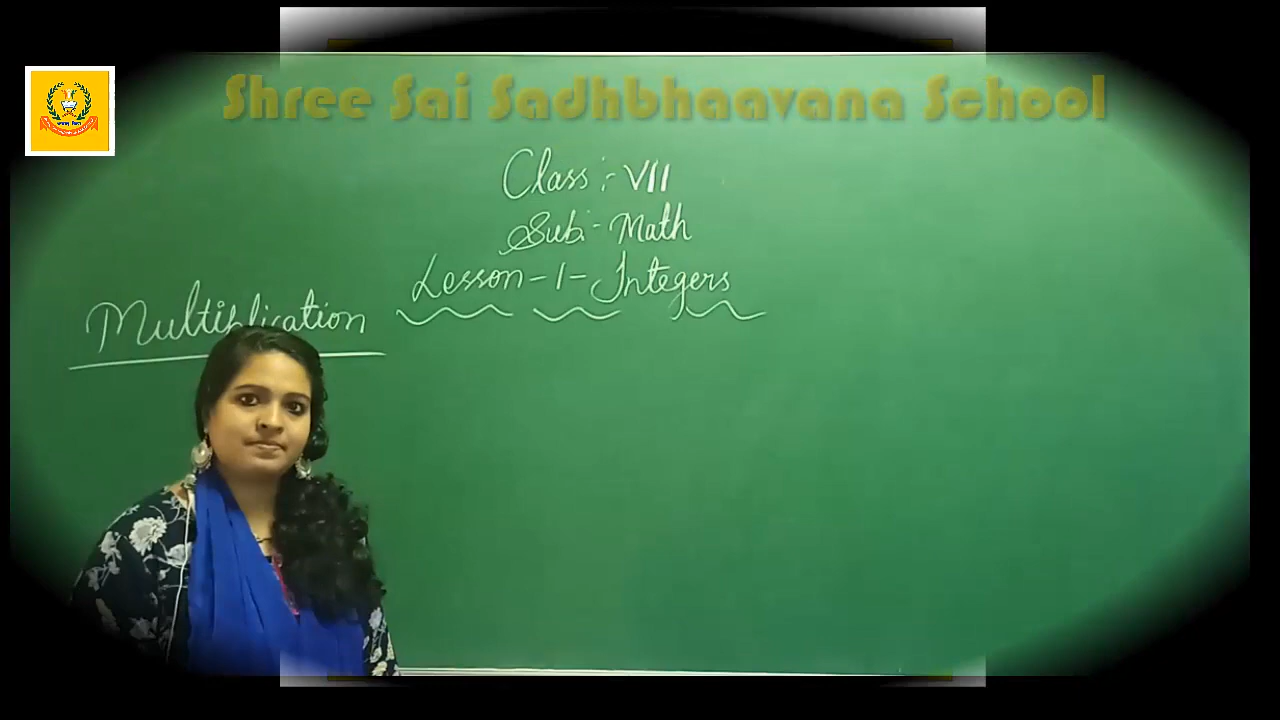 Shree Sai Sadhbhaavana School
Class :- VII
Sub:- Math
Lesson-1-Integers
Multiplication